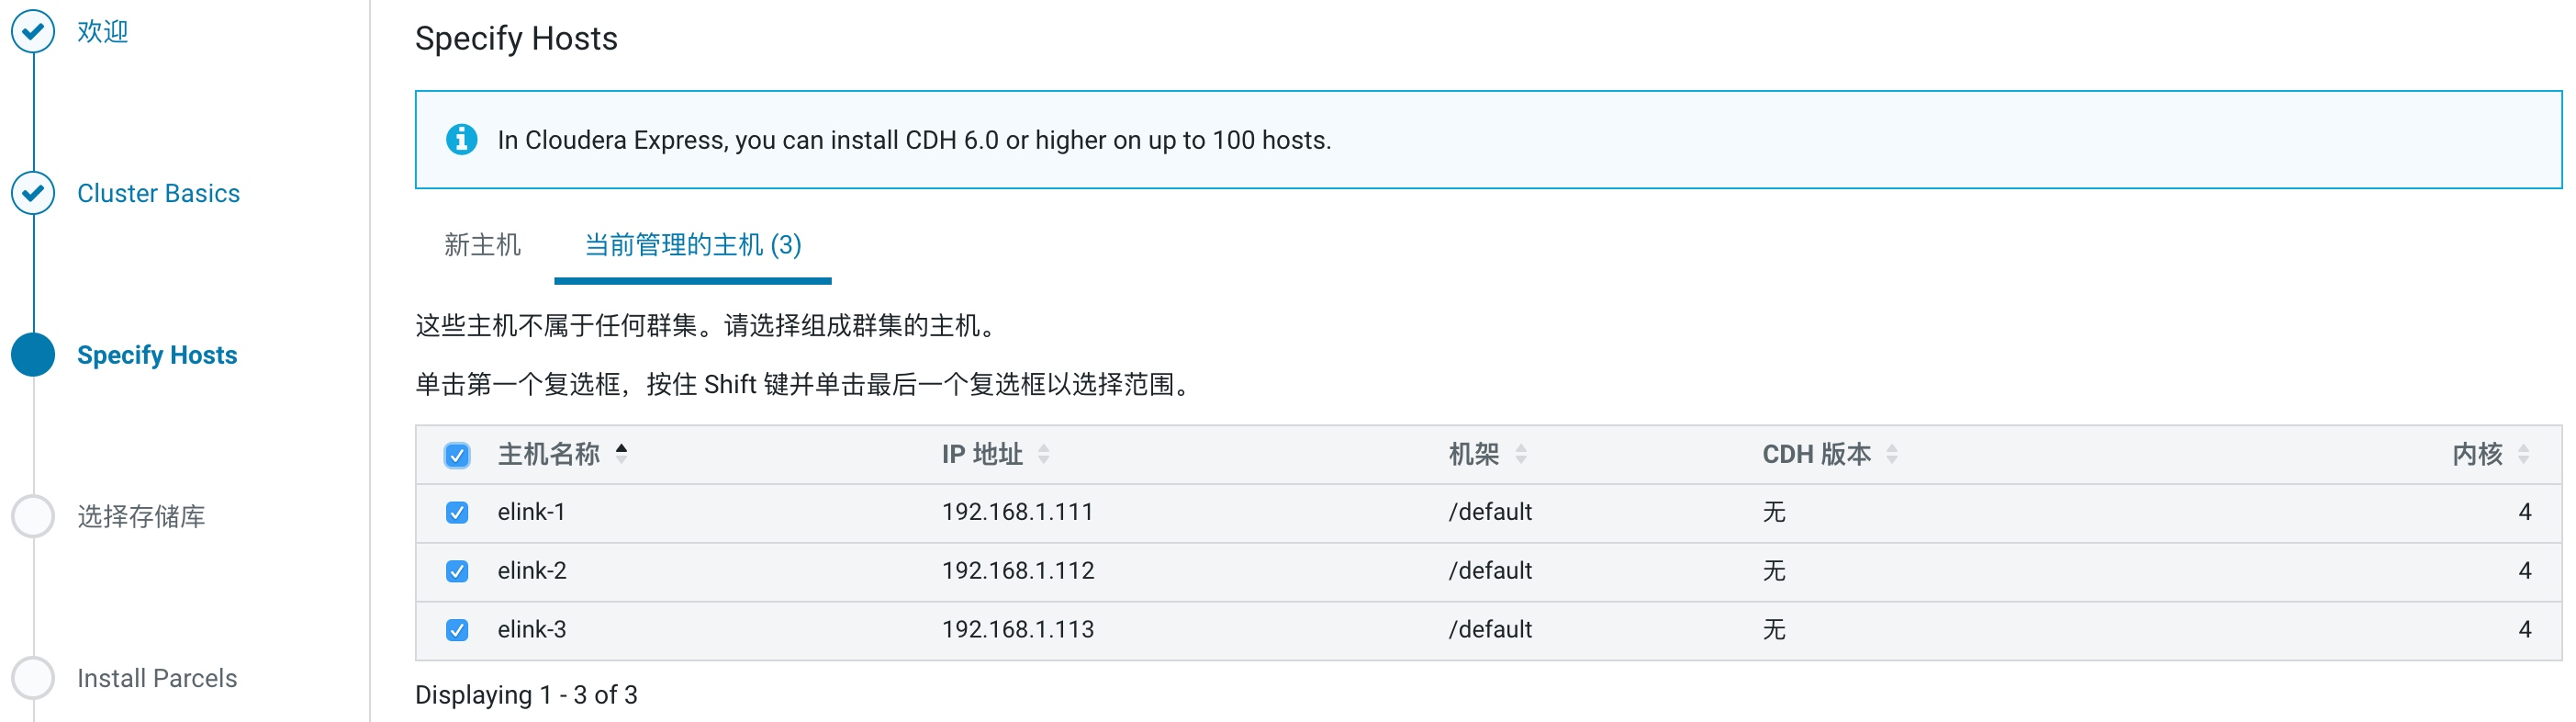 欢迎
Cluster Basics
Specify Hosts
选择存储库
Install Parcels
Specify Hosts
In Cloudera Express, you can install CDH 6.0 or higher on up to 100 hosts.
新主机 当前管理的主机 (3)
这些主机不属于任何群集。请选择组成群集的主机。
单击第一个复选框，按住 Shift 键并单击最后一个复选框以选择范围。
主机名称 IP 地址 机架 CDH 版本 内核
elink-1 192.168.1.111 /default 无 4
elink-2 192.168.1.112 /default 无 4
elink-3 192.168.1.113 /default 无 4
Displaying 1 - 3 of 3